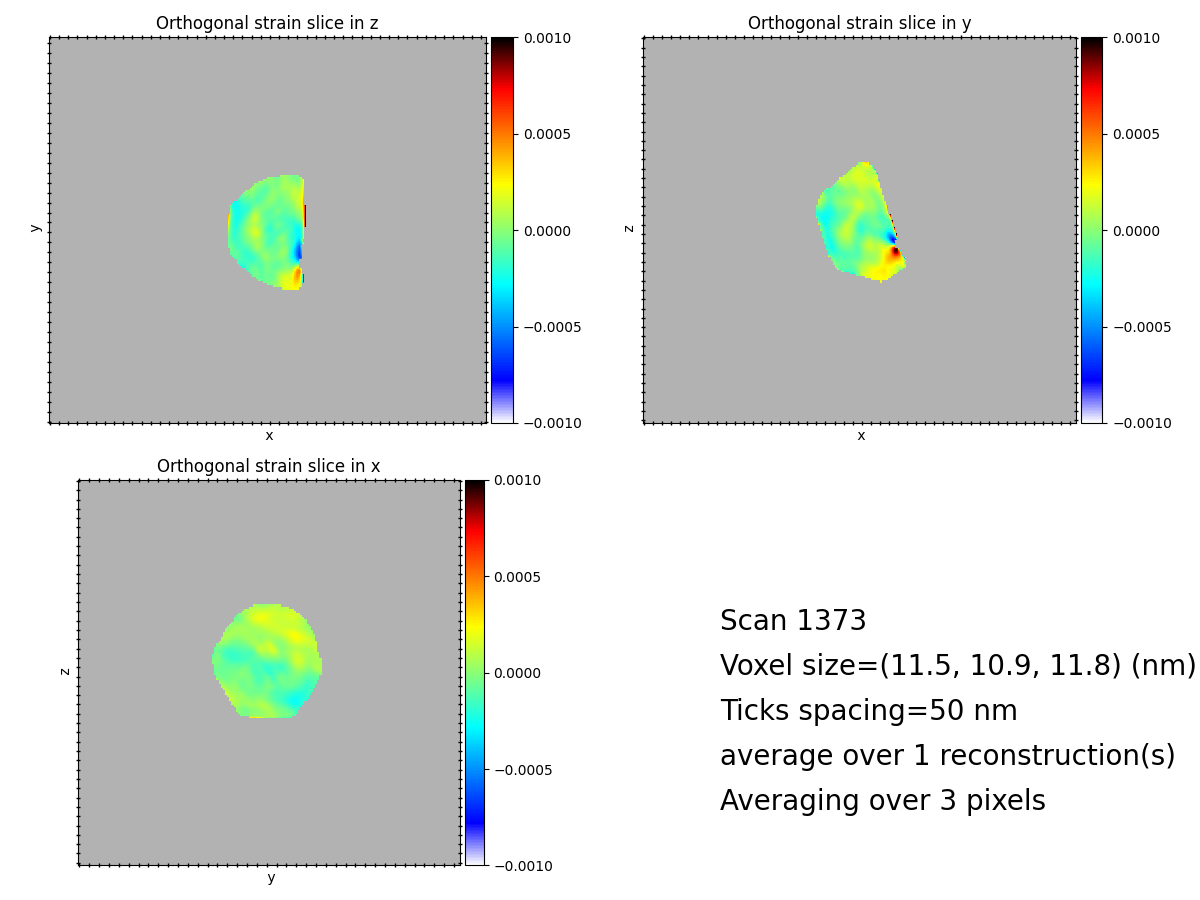 Orthogonal strain slice in z
y
x
0.0010
0.0005
0.0000
−0.0005
−0.0010
Orthogonal strain slice in y
z
x
0.0010
0.0005
0.0000
−0.0005
−0.0010
Orthogonal strain slice in x
z
y
0.0010
0.0005
0.0000
−0.0005
−0.0010
Scan 1373
Voxel size=(11.5, 10.9, 11.8) (nm)
Ticks spacing=50 nm
average over 1 reconstruction(s)
Averaging over 3 pixels